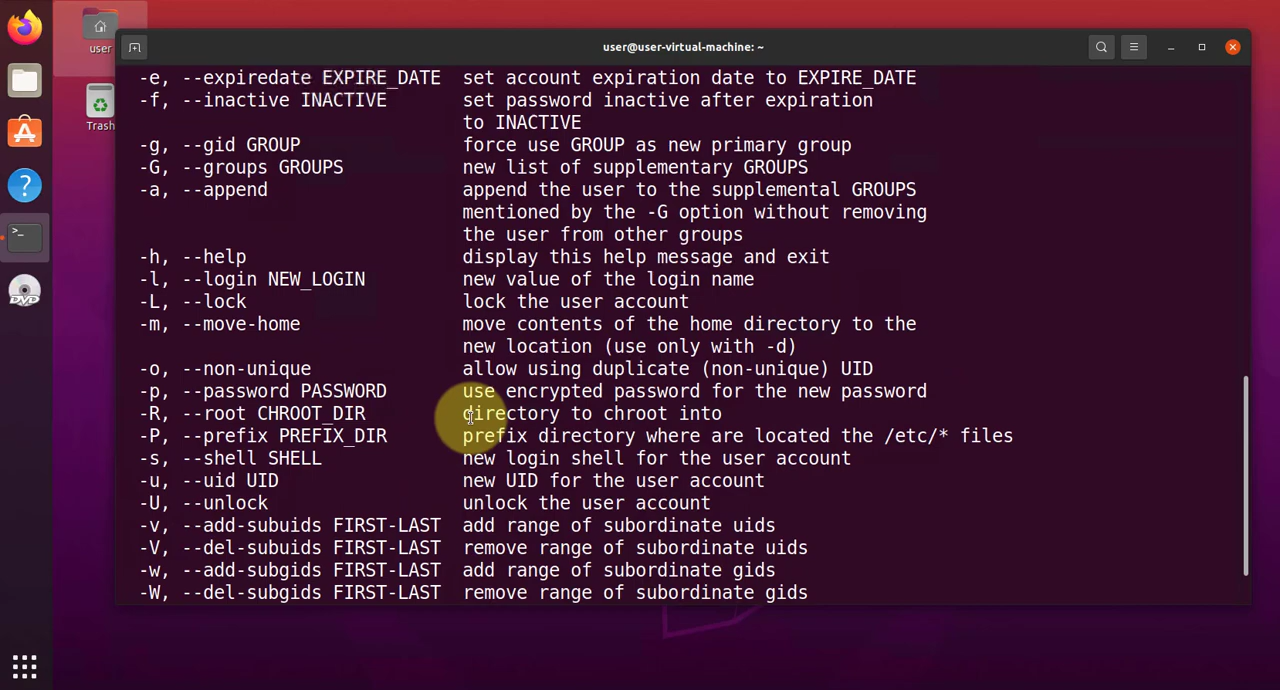 user
Trash
DVD
user@user-virtual-machine: ~
-e, --expiredate EXPIRE_DATE set account expiration date to EXPIRE_DATE
-f, --inactive INACTIVE set password inactive after expiration
to INACTIVE
-g, --gid GROUP force use GROUP as new primary group
-G, --groups GROUPS new list of supplementary GROUPS
-a, --append append the user to the supplemental GROUPS
mentioned by the -G option without removing
the user from other groups
-h, --help display this help message and exit
-l, --login NEW_LOGIN new value of the login name
-L, --lock lock the user account
-m, --move-home move contents of the home directory to the
new location (use only with -d)
-o, --non-unique allow using duplicate (non-unique) UID
-p, --password PASSWORD use encrypted password for the new password
-R, --root CHROOT_DIR directory to chroot into
-P, --prefix PREFIX_DIR prefix directory where are located the /etc/* files
-s, --shell SHELL new login shell for the user account
-u, --uid UID new UID for the user account
-U, --unlock unlock the user account
-v, --add-subuids FIRST-LAST add range of subordinate uids
-V, --del-subuids FIRST-LAST remove range of subordinate uids
-w, --add-subgids FIRST-LAST add range of subordinate gids
-W, --del-subgids FIRST-LAST remove range of subordinate gids